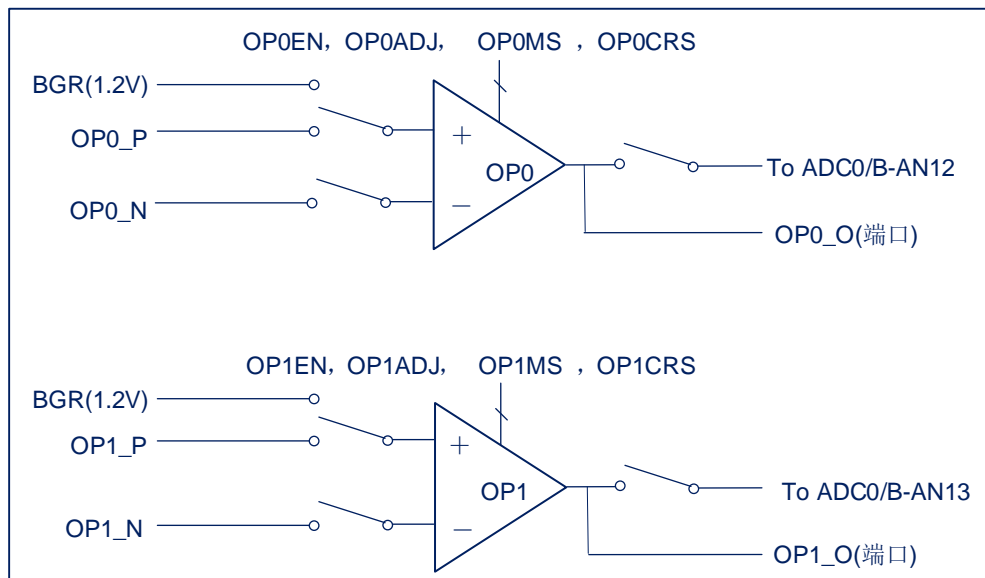 OP0EN，OP0ADJ， OP0MS ，OP0CRS
BGR(1.2V)
OP0_P
+
OP0
To ADC0/B-AN12
OP0_N
−
OP0_O(端口)
OP1EN，OP1ADJ， OP1MS ，OP1CRS
BGR(1.2V)
OP1_P
+
OP1
To ADC0/B-AN13
OP1_N
−
OP1_O(端口)